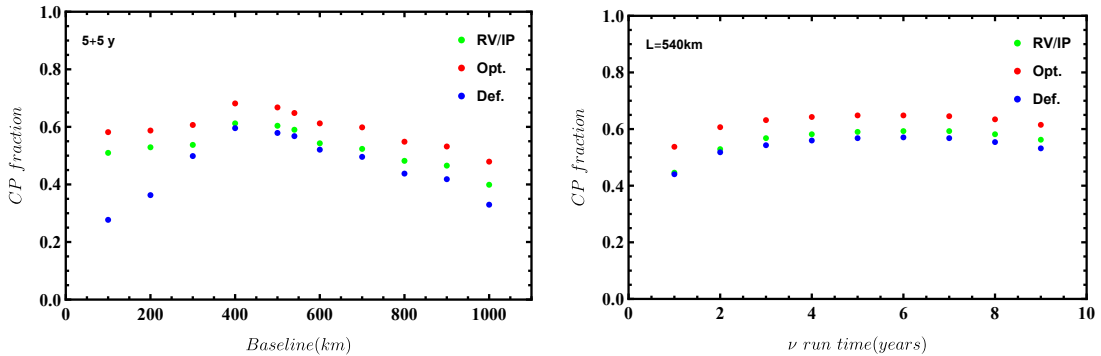 5+5 y
RV/IP
Opt.
Def.
CP fraction
1.0
0.8
0.6
0.4
0.2
0.0
0 200 400 600 800 1000
Baseline(km)
L=540km
RV/IP
Opt.
Def.
CP fraction
1.0
0.8
0.6
0.4
0.2
0.0
0 2 4 6 8 10
ν run time(years)